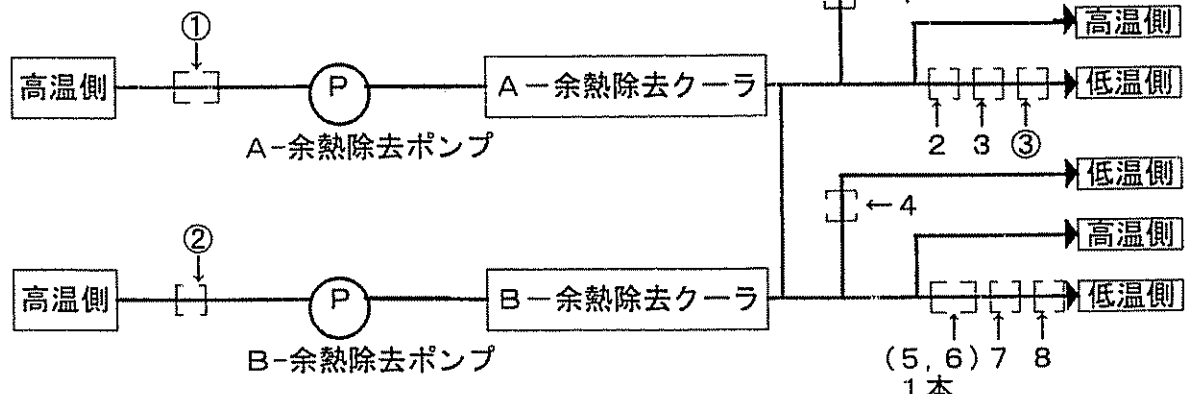 ①
高温側
P
A-余熱除去ポンプ
A-余熱除去クーラ
高温側
低温側
2 3 ③
低温側
←4
高温側
②
高温側
P
B-余熱除去ポンプ
B-余熱除去クーラ
低温側
(5,6) 7 8
1本